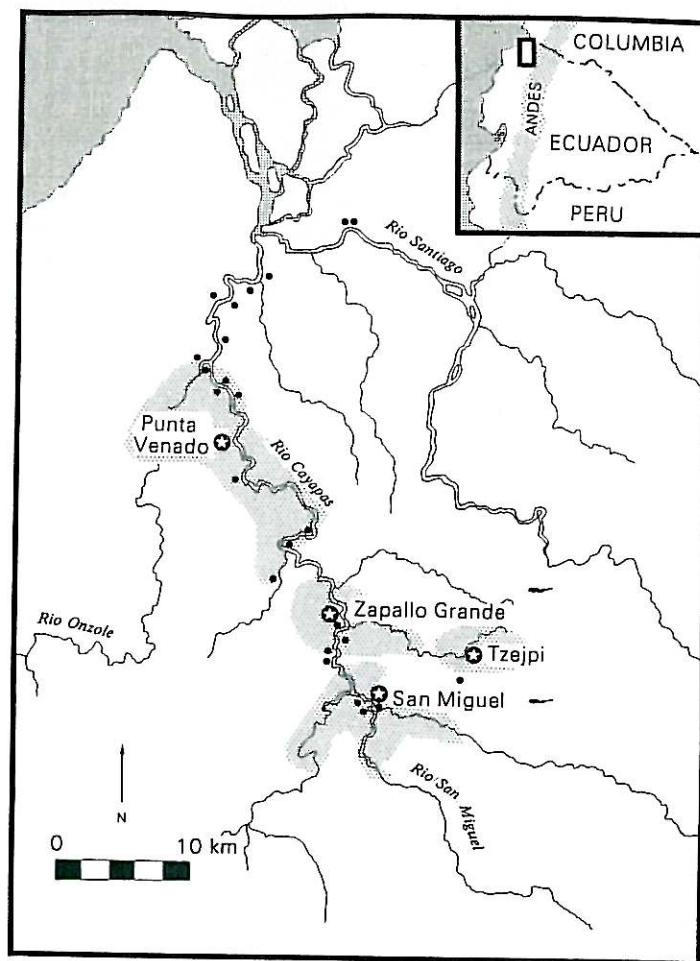 COLUMBIA
ANDES
ECUADOR
PERU
Rio Santiago
Punta
Venado
Rio Cayapas
Zapallo Grande
Rio Onzole
Tzejpi
San Miguel
Rio San
Miguel
N
0 10 km